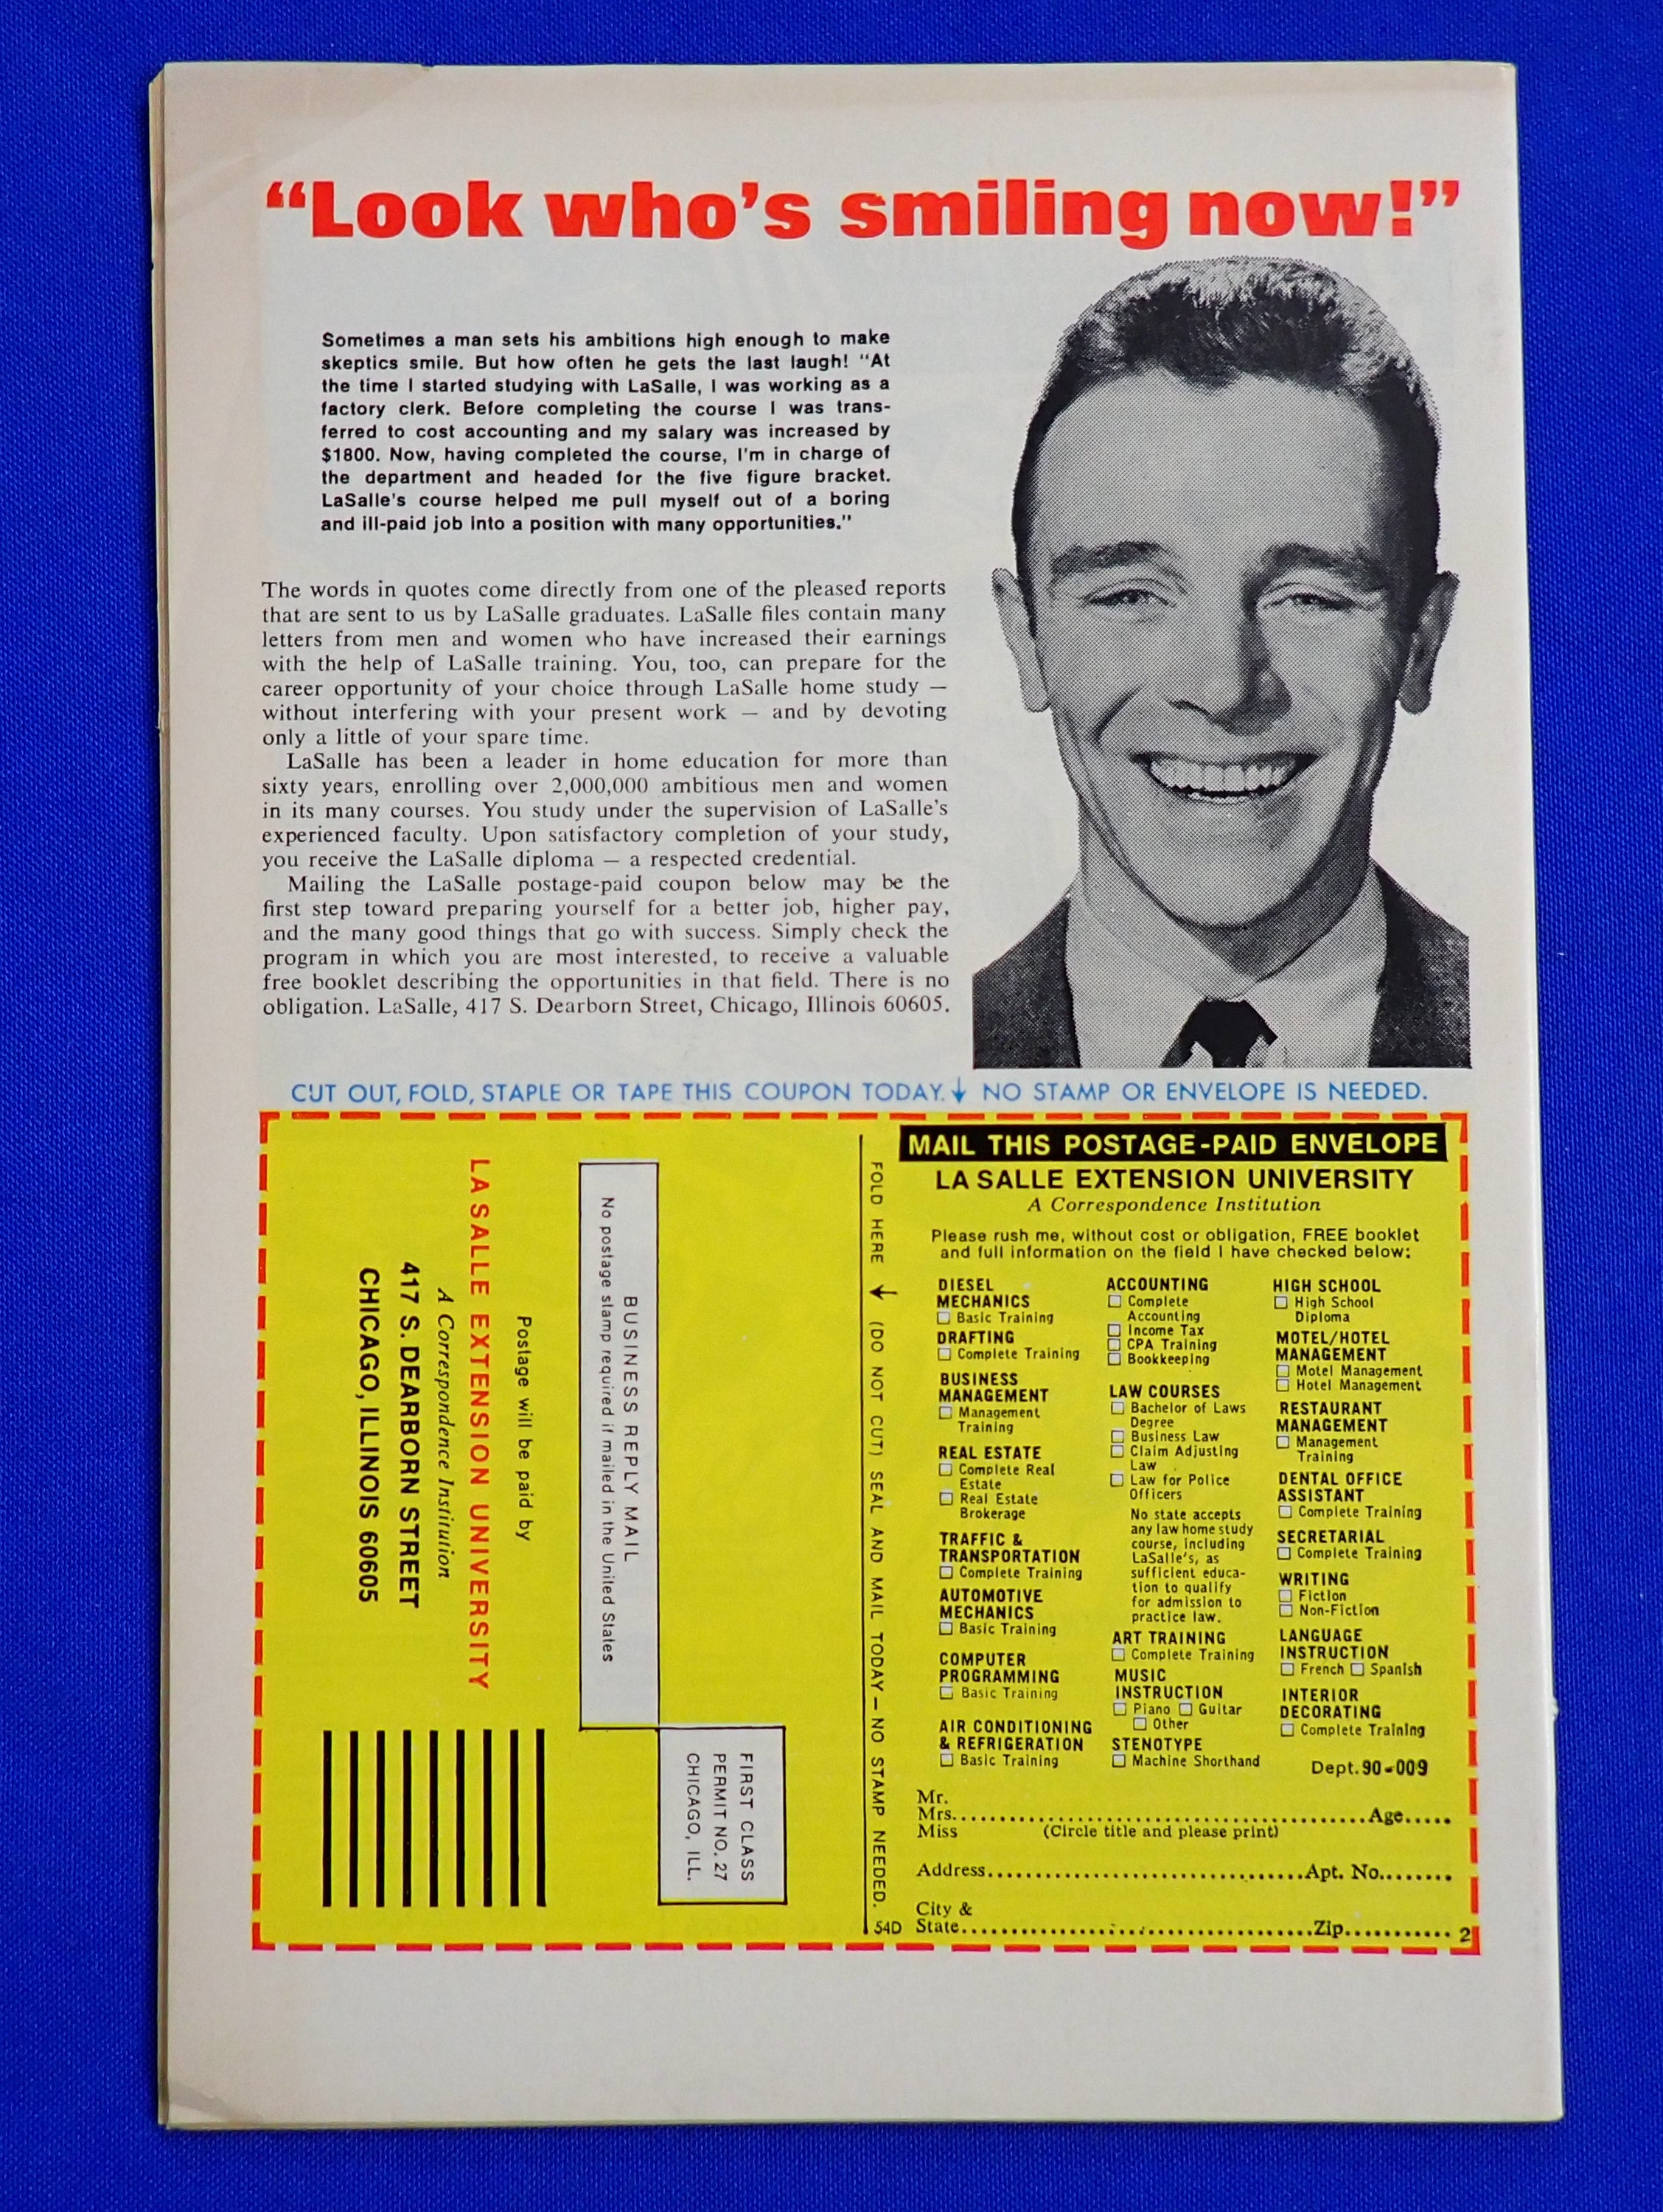 “Look who’s smiling now!”
Sometimes a man sets his ambitions high enough to make
skeptics smile. But how often he gets the last laugh! “At
the time I started studying with LaSalle, I was working as a
factory clerk. Before completing the course I was trans-
ferred to cost accounting and my salary was increased by
$1800. Now, having completed the course, I’m in charge of
the department and headed for the five figure bracket.
LaSalle’s course helped me pull myself out of a boring
and ill-paid job into a position with many opportunities.”
The words in quotes come directly from one of the pleased reports
that are sent to us by LaSalle graduates. LaSalle files contain many
letters from men and women who have increased their earnings
with the help of LaSalle training. You, too, can prepare for the
career opportunity of your choice through LaSalle home study —
without interfering with your present work — and by devoting
only a little of your spare time.
LaSalle has been a leader in home education for more than
sixty years, enrolling over 2,000,000 ambitious men and women
in its many courses. You study under the supervision of LaSalle’s
experienced faculty. Upon satisfactory completion of your study,
you receive the LaSalle diploma — a respected credential.
Mailing the LaSalle postage-paid coupon below may be the
first step toward preparing yourself for a better job, higher pay,
and the many good things that go with success. Simply check the
program in which you are most interested, to receive a valuable
free booklet describing the opportunities in that field. There is no
obligation. LaSalle, 417 S. Dearborn Street, Chicago, Illinois 60605.
CUT OUT, FOLD, STAPLE OR TAPE THIS COUPON TODAY.↓ NO STAMP OR ENVELOPE IS NEEDED.
FIRST CLASS
PERMIT NO. 27
CHICAGO, ILL.
BUSINESS REPLY MAIL
No postage stamp required if mailed in the United States
Postage will be paid by
LA SALLE EXTENSION UNIVERSITY
A Correspondence Institution
417 S. DEARBORN STREET
CHICAGO, ILLINOIS 60605
FOLD HERE ↓ (DO NOT CUT) SEAL AND MAIL TODAY — NO STAMP NEEDED.
54D
MAIL THIS POSTAGE-PAID ENVELOPE
LA SALLE EXTENSION UNIVERSITY
A Correspondence Institution
Please rush me, without cost or obligation, FREE booklet
and full information on the field I have checked below:
DIESEL
MECHANICS
☐ Basic Training
DRAFTING
☐ Complete Training
BUSINESS
MANAGEMENT
☐ Management
Training
REAL ESTATE
☐ Complete Real
Estate
☐ Real Estate
Brokerage
TRAFFIC &
TRANSPORTATION
☐ Complete Training
AUTOMOTIVE
MECHANICS
☐ Basic Training
COMPUTER
PROGRAMMING
☐ Basic Training
AIR CONDITIONING
& REFRIGERATION
☐ Basic Training
ACCOUNTING
☐ Complete
Accounting
☐ Income Tax
☐ CPA Training
☐ Bookkeeping
LAW COURSES
☐ Bachelor of Laws
Degree
☐ Business Law
☐ Claim Adjusting
Law
☐ Law for Police
Officers
No state accepts
any law home study
course, including
LaSalle’s, as
sufficient educa-
tion to qualify
for admission to
practice law.
ART TRAINING
☐ Complete Training
MUSIC
INSTRUCTION
☐ Piano ☐ Guitar
☐ Other
STENOTYPE
☐ Machine Shorthand
HIGH SCHOOL
☐ High School
Diploma
MOTEL/HOTEL
MANAGEMENT
☐ Motel Management
☐ Hotel Management
RESTAURANT
MANAGEMENT
☐ Management
Training
DENTAL OFFICE
ASSISTANT
☐ Complete Training
SECRETARIAL
☐ Complete Training
WRITING
☐ Fiction
☐ Non-Fiction
LANGUAGE
INSTRUCTION
☐ French ☐ Spanish
INTERIOR
DECORATING
☐ Complete Training
Dept. 90-009
Mr.
Mrs. Age
Miss (Circle title and please print)
Address Apt. No.
City &
State Zip 2